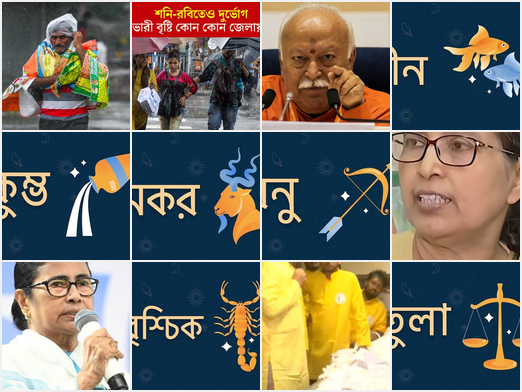 শনি-রবিতেও দুর্ভোগ
ভারী বৃষ্টি কোন কোন জেলায়
মীন
কুম্ভ
মকর
ধনু
বৃশ্চিক
তুলা